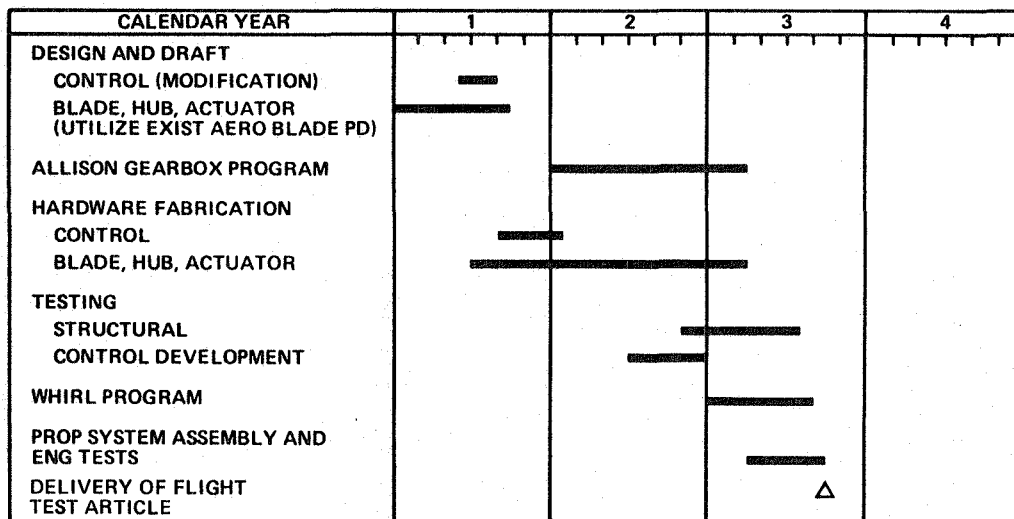 CALENDAR YEAR 1 2 3 4
DESIGN AND DRAFT
CONTROL (MODIFICATION)
BLADE, HUB, ACTUATOR
(UTILIZE EXIST AERO BLADE PD)
ALLISON GEARBOX PROGRAM
HARDWARE FABRICATION
CONTROL
BLADE, HUB, ACTUATOR
TESTING
STRUCTURAL
CONTROL DEVELOPMENT
WHIRL PROGRAM
PROP SYSTEM ASSEMBLY AND
ENG TESTS
DELIVERY OF FLIGHT
TEST ARTICLE